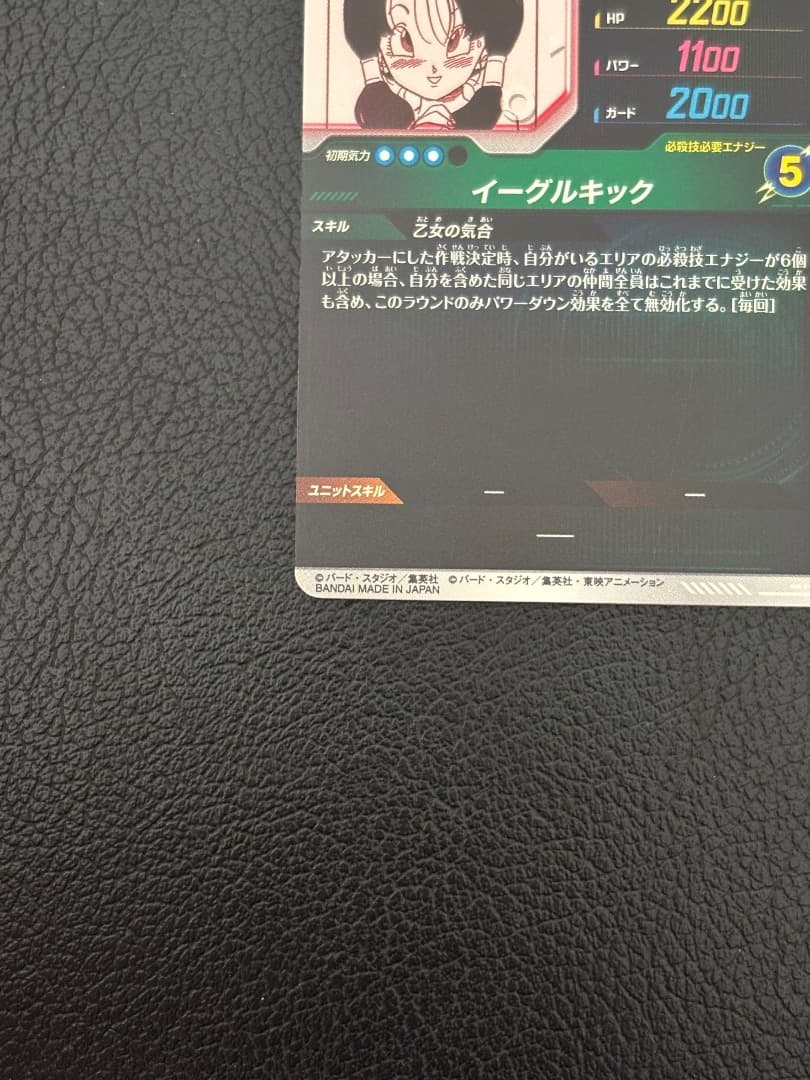 HP 2200
パワー 1100
ガード 2000
初期気力
必殺技必要エナジー 5
イーグルキック
スキル 乙女の気合
アタッカーにした作戦決定時、自分がいるエリアの必殺技エナジーが6個
以上の場合、自分を含めた同じエリアの仲間全員はこれまでに受けた効果
も含め、このラウンドのみパワーダウン効果を全て無効化する。[毎回]
ユニットスキル — —
—
©バード・スタジオ／集英社 ©バード・スタジオ／集英社・東映アニメーション
BANDAI MADE IN JAPAN